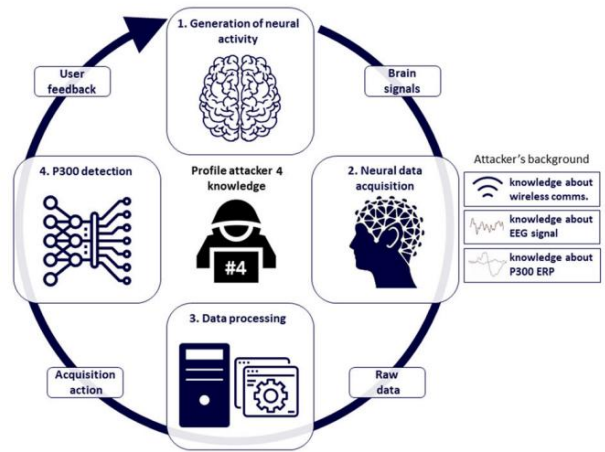 1. Generation of neural
activity
User
feedback
Brain
signals
4. P300 detection
Profile attacker 4
knowledge
#4
2. Neural data
acquisition
Attacker's background
knowledge about
wireless comms.
knowledge about
EEG signal
knowledge about
P300 ERP
3. Data processing
Acquisition
action
Raw
data